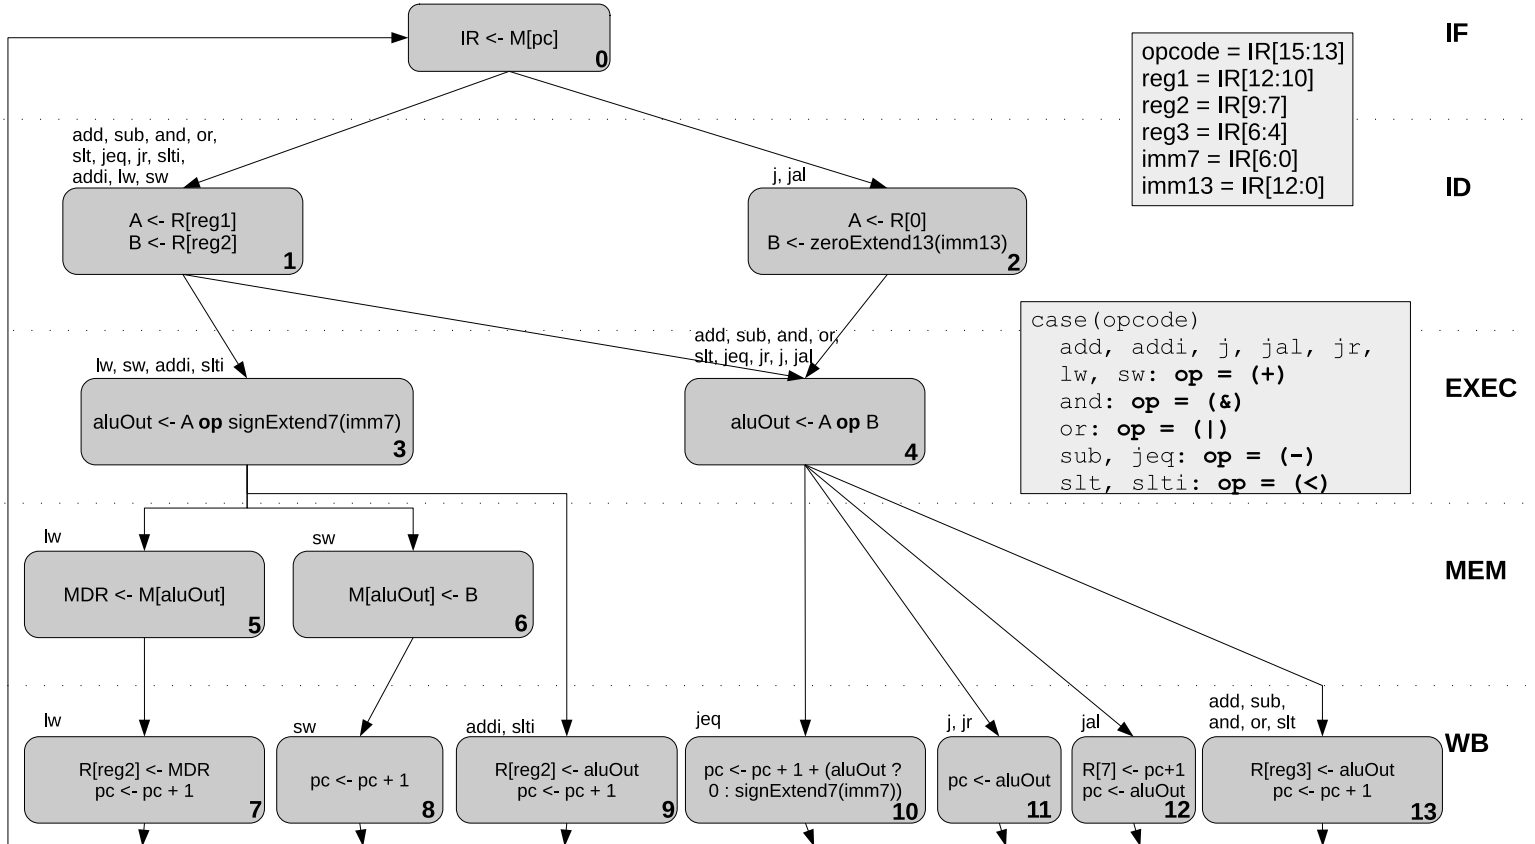 IR <- M[pc]
0
IF
opcode = IR[15:13]
reg1 = IR[12:10]
reg2 = IR[9:7]
reg3 = IR[6:4]
imm7 = IR[6:0]
imm13 = IR[12:0]
add, sub, and, or,
slt, jeq, jr, slti,
addi, lw, sw
j, jal
ID
A <- R[reg1]
B <- R[reg2]
1
A <- R[0]
B <- zeroExtend13(imm13)
2
case(opcode)
add, addi, j, jal, jr,
lw, sw: op = (+)
and: op = (&)
or: op = (|)
sub, jeq: op = (-)
slt, slti: op = (<)
lw, sw, addi, slti
add, sub, and, or,
slt, jeq, jr, j, jal
EXEC
aluOut <- A op signExtend7(imm7)
3
aluOut <- A op B
4
lw
sw
MEM
MDR <- M[aluOut]
5
M[aluOut] <- B
6
lw
sw
addi, slti
jeq
j, jr
jal
add, sub,
and, or, slt
WB
R[reg2] <- MDR
pc <- pc + 1
7
pc <- pc + 1
8
R[reg2] <- aluOut
pc <- pc + 1
9
pc <- pc + 1 + (aluOut ?
0 : signExtend7(imm7))
10
pc <- aluOut
11
R[7] <- pc+1
pc <- aluOut
12
R[reg3] <- aluOut
pc <- pc + 1
13